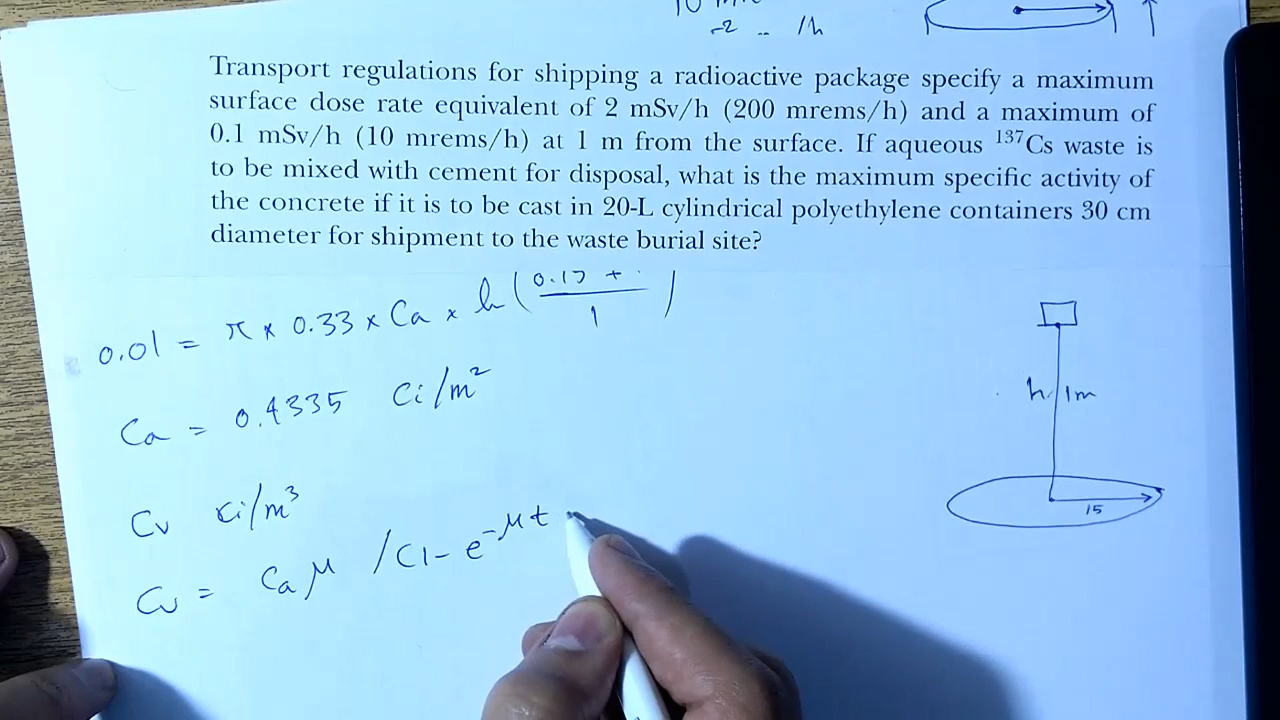 -2 .. /h
Transport regulations for shipping a radioactive package specify a maximum
surface dose rate equivalent of 2 mSv/h (200 mrems/h) and a maximum of
0.1 mSv/h (10 mrems/h) at 1 m from the surface. If aqueous ¹³⁷Cs waste is
to be mixed with cement for disposal, what is the maximum specific activity of
the concrete if it is to be cast in 20-L cylindrical polyethylene containers 30 cm
diameter for shipment to the waste burial site?
0.01 = π × 0.33 × Ca × ln ( 0.15 + / 1 )
Ca = 0.4335 Ci/m²
Cv Ci/m³
Cv = Ca μ /(1- e^-μt
h 1m
15